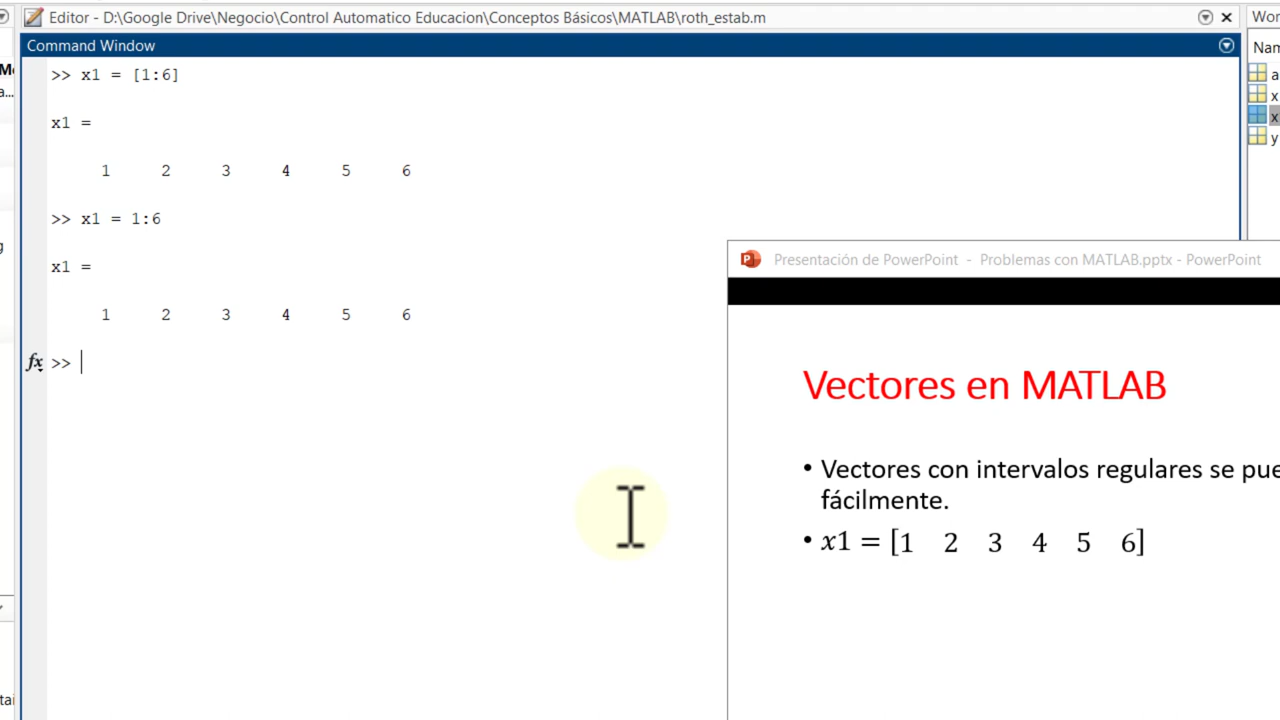 Editor - D:\Google Drive\Negocio\Control Automatico Educacion\Conceptos Básicos\MATLAB\roth_estab.m
Command Window
>> x1 = [1:6]
x1 =
1 2 3 4 5 6
>> x1 = 1:6
x1 =
1 2 3 4 5 6
fx >>
Presentación de PowerPoint - Problemas con MATLAB.pptx - PowerPoint
Vectores en MATLAB
• Vectores con intervalos regulares se pue
fácilmente.
• x1 = [1 2 3 4 5 6]
Wor
Nam
a
x
x
y